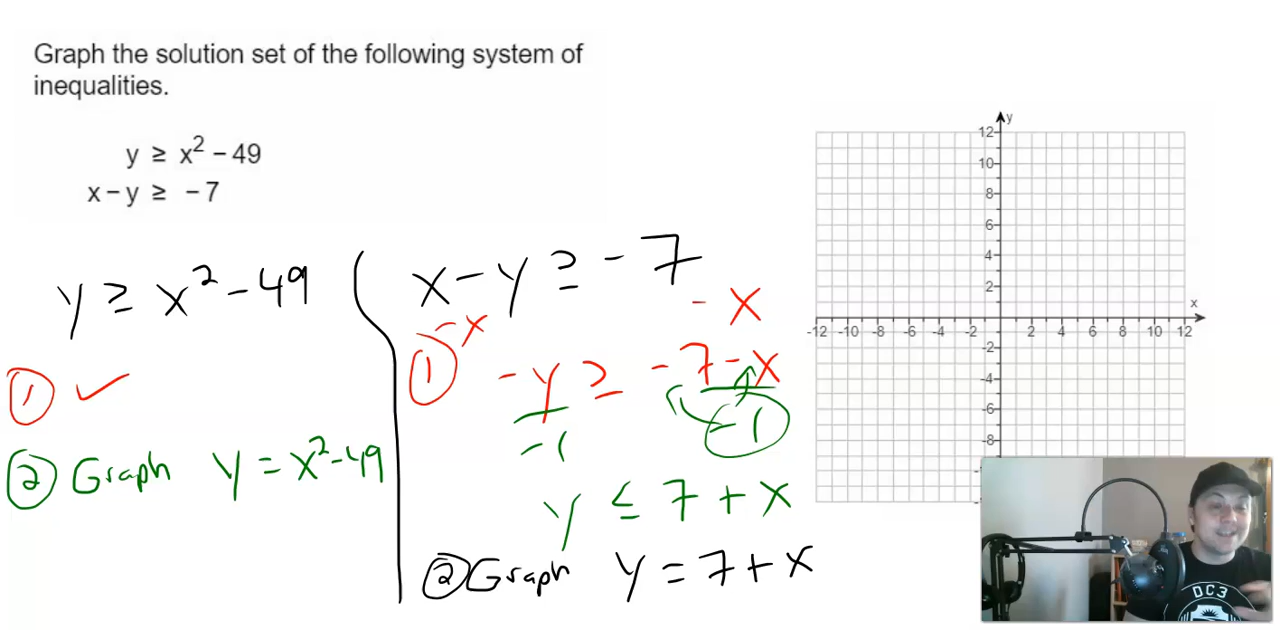 Graph the solution set of the following system of
inequalities.
y ≥ x² − 49
x − y ≥ −7
y ≥ x² − 49
① ✓
② Graph y = x² − 49
x − y ≥ −7
−x − x
① −y ≥ −7 − x
−1 −1
y ≤ 7 + x
② Graph y = 7 + x
y
12
10
8
6
4
2
x
-12 -10 -8 -6 -4 -2 2 4 6 8 10 12
-2
-4
-6
-8
DC3